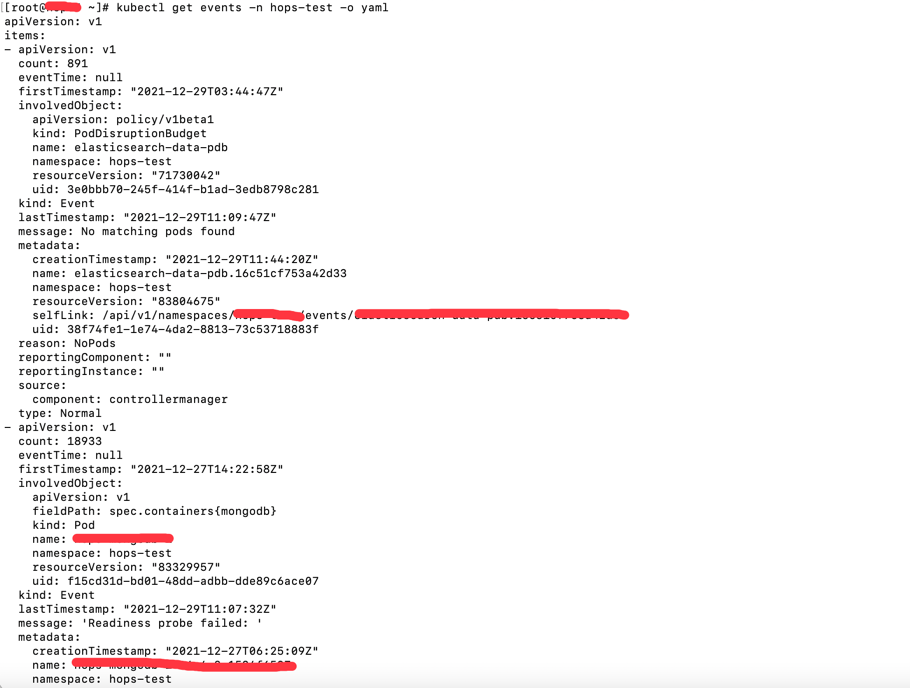 [root@ ~]# kubectl get events -n hops-test -o yaml
apiVersion: v1
items:
- apiVersion: v1
  count: 891
  eventTime: null
  firstTimestamp: "2021-12-29T03:44:47Z"
  involvedObject:
    apiVersion: policy/v1beta1
    kind: PodDisruptionBudget
    name: elasticsearch-data-pdb
    namespace: hops-test
    resourceVersion: "71730042"
    uid: 3e0bbb70-245f-414f-b1ad-3edb8798c281
  kind: Event
  lastTimestamp: "2021-12-29T11:09:47Z"
  message: No matching pods found
  metadata:
    creationTimestamp: "2021-12-29T11:44:20Z"
    name: elasticsearch-data-pdb.16c51cf753a42d33
    namespace: hops-test
    resourceVersion: "83804675"
    selfLink: /api/v1/namespaces/ /events/
    uid: 38f74fe1-1e74-4da2-8813-73c53718883f
  reason: NoPods
  reportingComponent: ""
  reportingInstance: ""
  source:
    component: controllermanager
  type: Normal
- apiVersion: v1
  count: 18933
  eventTime: null
  firstTimestamp: "2021-12-27T14:22:58Z"
  involvedObject:
    apiVersion: v1
    fieldPath: spec.containers{mongodb}
    kind: Pod
    name:
    namespace: hops-test
    resourceVersion: "83329957"
    uid: f15cd31d-bd01-48dd-adbb-dde89c6ace07
  kind: Event
  lastTimestamp: "2021-12-29T11:07:32Z"
  message: 'Readiness probe failed: '
  metadata:
    creationTimestamp: "2021-12-27T06:25:09Z"
    name:
    namespace: hops-test